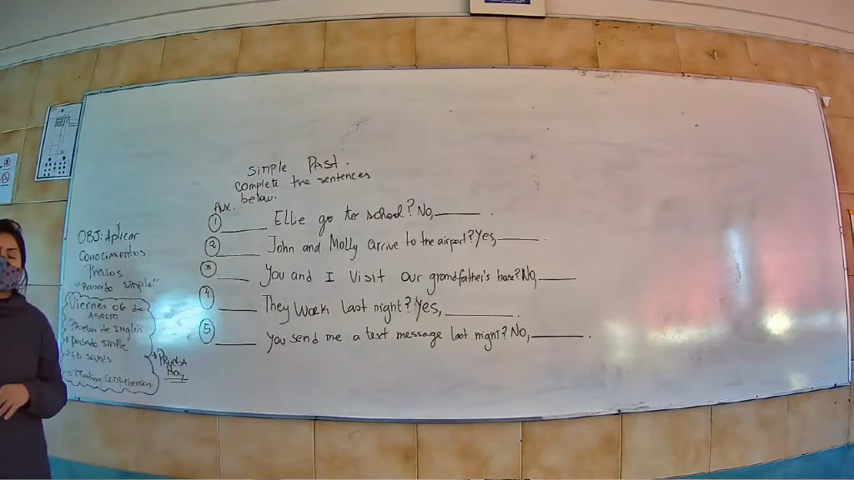 simple Past.
complete the sentences
below.
Aux.
1 ____ Ellie go to school? No, ____.
2 ____ John and Molly arrive to the airport? Yes, ____.
3 ____ You and I visit our grandfather's house? No, ____
4 ____ They work last night? Yes, ____.
5 ____ you send me a text message last night? No, ____.
OBJ: Aplicar
Conocimientos
Previos
"Pasado simple"
Viernes 06 de
Agosto
Prueba de Inglés
Pasado simple